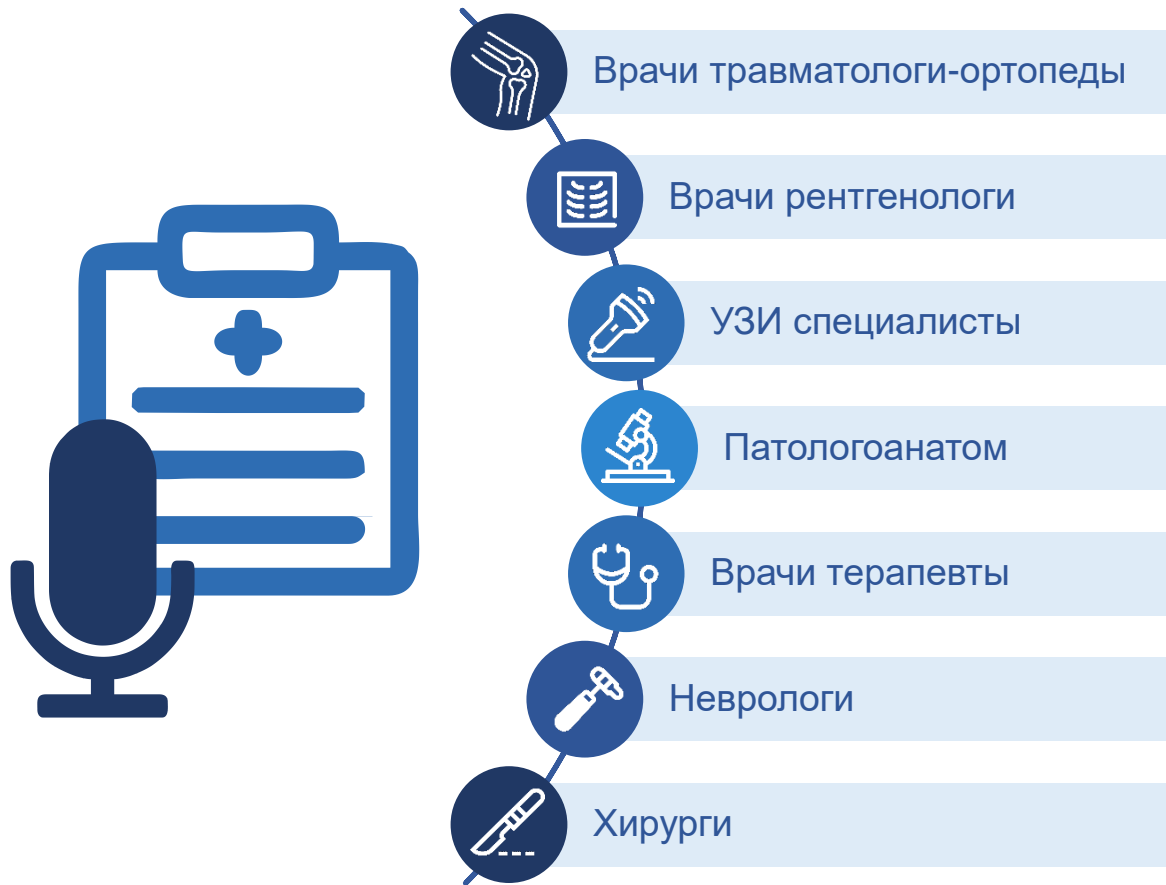 Врачи травматологи-ортопеды
Врачи рентгенологи
УЗИ специалисты
Патологоанатом
Врачи терапевты
Неврологи
Хирурги